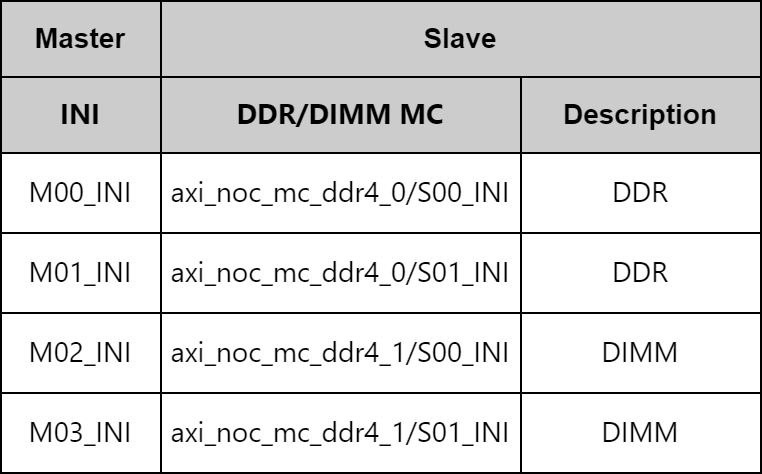 Master Slave
INI DDR/DIMM MC Description
M00_INI axi_noc_mc_ddr4_0/S00_INI DDR
M01_INI axi_noc_mc_ddr4_0/S01_INI DDR
M02_INI axi_noc_mc_ddr4_1/S00_INI DIMM
M03_INI axi_noc_mc_ddr4_1/S01_INI DIMM